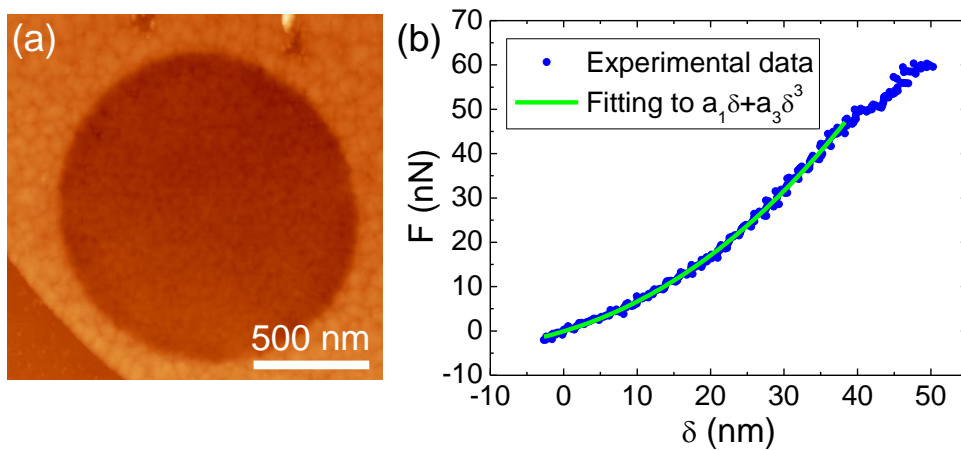 (a)
500 nm
(b)
Experimental data
Fitting to a₁δ+a₃δ³
F (nN)
70
60
50
40
30
20
10
0
-10
-10 0 10 20 30 40 50
δ (nm)